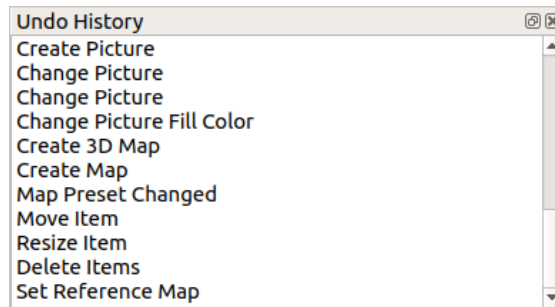 Undo History
Create Picture
Change Picture
Change Picture
Change Picture Fill Color
Create 3D Map
Create Map
Map Preset Changed
Move Item
Resize Item
Delete Items
Set Reference Map